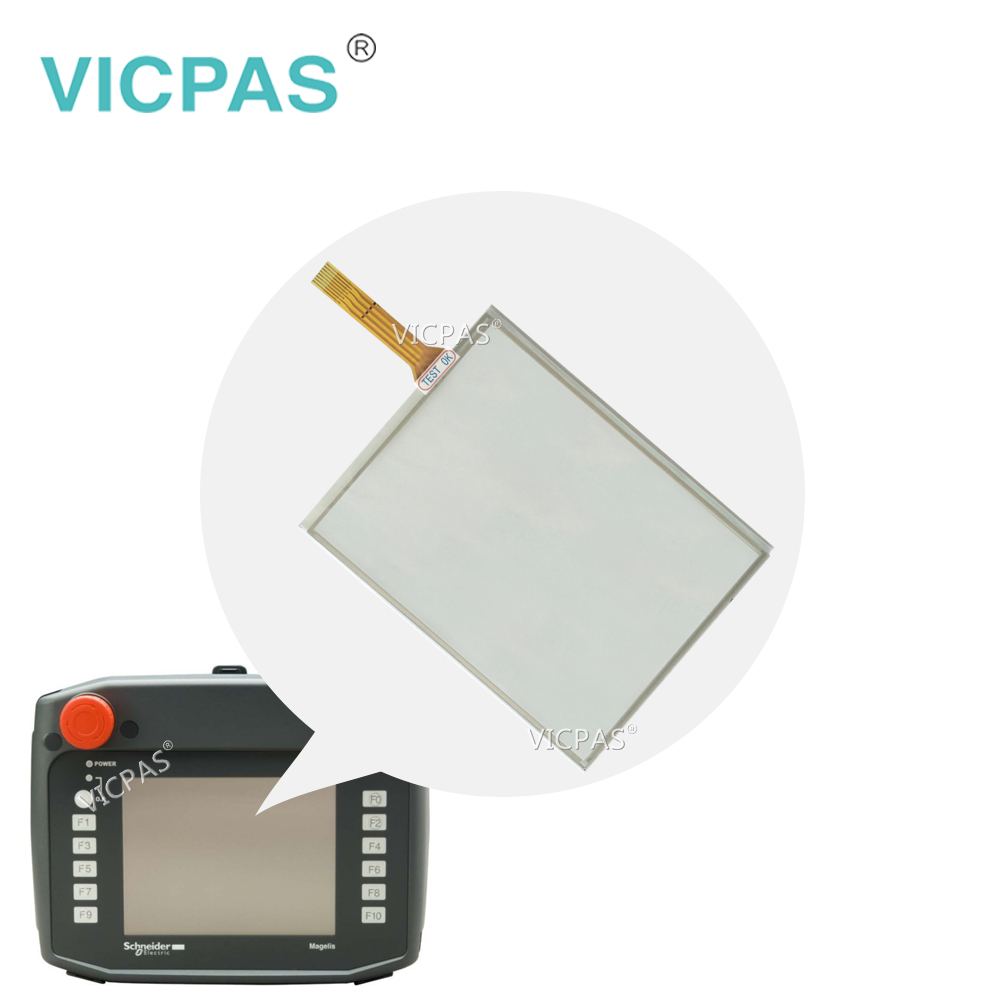 VICPAS®
VICPAS®
TEST OK
VICPAS®
VICPAS®
POWER
F1
F3
F5
F7
F9
F0
F2
F4
F6
F8
F10
Schneider
Electric
Magelis